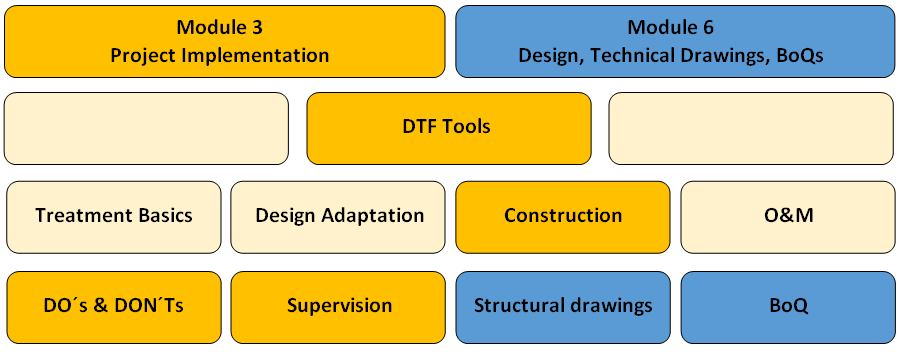 Module 3
Project Implementation
Module 6
Design, Technical Drawings, BoQs
DTF Tools
Treatment Basics
Design Adaptation
Construction
O&M
DO´s & DON´Ts
Supervision
Structural drawings
BoQ